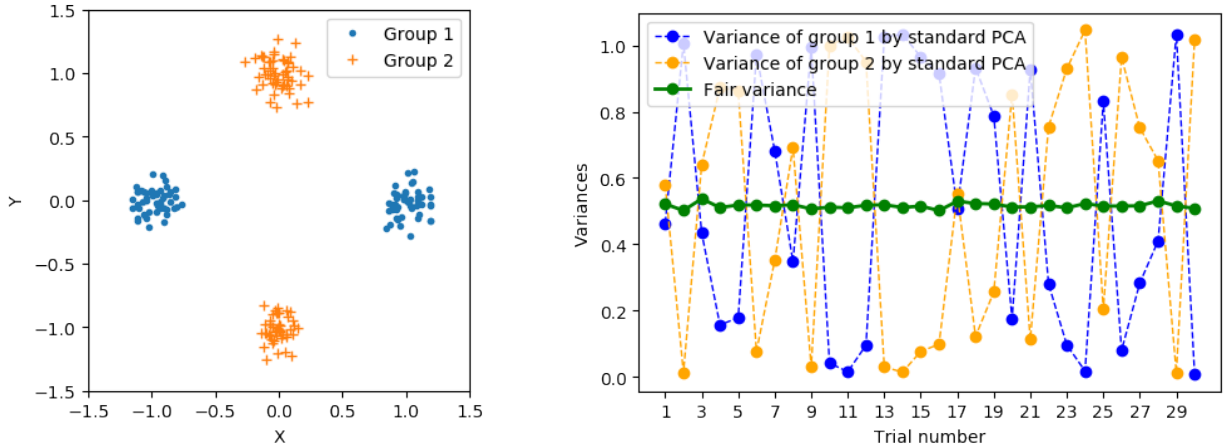 1.5
1.0
0.5
0.0
−0.5
−1.0
−1.5
Y
−1.5 −1.0 −0.5 0.0 0.5 1.0 1.5
X
Group 1
Group 2
1.0
0.8
0.6
0.4
0.2
0.0
Variances
Variance of group 1 by standard PCA
Variance of group 2 by standard PCA
Fair variance
1 3 5 7 9 11 13 15 17 19 21 23 25 27 29
Trial number